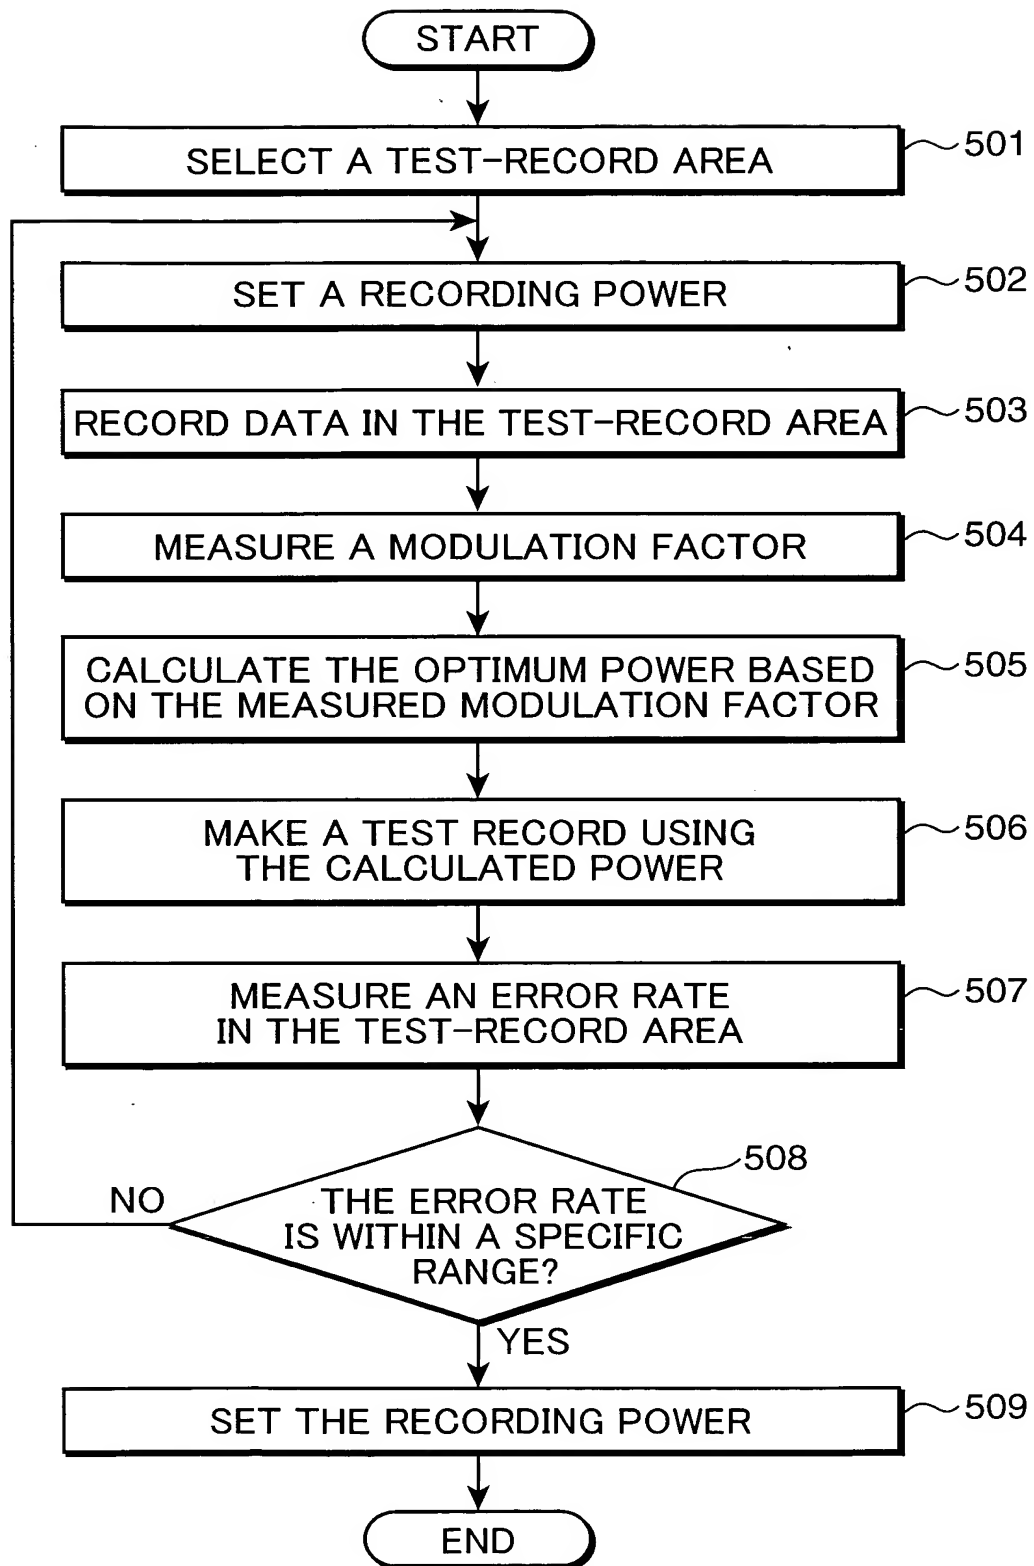 START
SELECT A TEST-RECORD AREA
501
SET A RECORDING POWER
502
RECORD DATA IN THE TEST-RECORD AREA
503
MEASURE A MODULATION FACTOR
504
CALCULATE THE OPTIMUM POWER BASED
ON THE MEASURED MODULATION FACTOR
505
MAKE A TEST RECORD USING
THE CALCULATED POWER
506
MEASURE AN ERROR RATE
IN THE TEST-RECORD AREA
507
508
NO
THE ERROR RATE
IS WITHIN A SPECIFIC
RANGE?
YES
SET THE RECORDING POWER
509
END